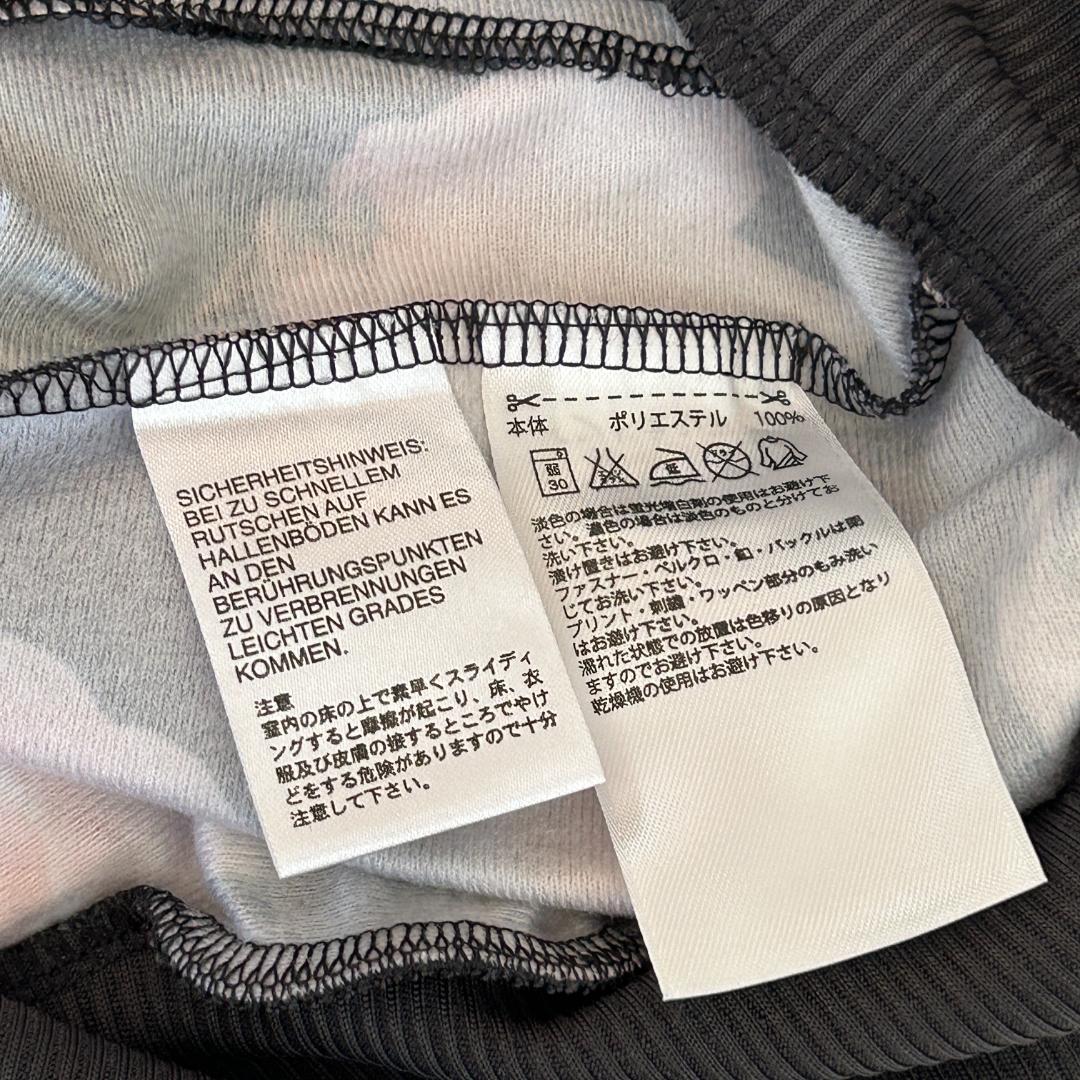 SICHERHEITSHINWEIS:
BEI ZU SCHNELLEM
RUTSCHEN AUF
HALLENBÖDEN KANN ES
AN DEN
BERÜHRUNGSPUNKTEN
ZU VERBRENNUNGEN
LEICHTEN GRADES
KOMMEN.
注意
室内の床の上で素早くスライディ
ングすると摩擦が起こり、床、衣
服及び皮膚の接するところでやけ
どをする危険がありますので十分
注意して下さい。
本体 ポリエステル 100%
弱
30
低
淡色の場合は蛍光増白剤の使用はお避け下
さい。濃色の場合は淡色のものと分けてお
洗い下さい。
漬け置きはお避け下さい。
ファスナー・ベルクロ・釦・バックルは閉
じてお洗い下さい。
プリント・刺繍・ワッペン部分のもみ洗い
はお避け下さい。
濡れた状態での放置は色移りの原因となり
ますのでお避け下さい。
乾燥機の使用はお避け下さい。